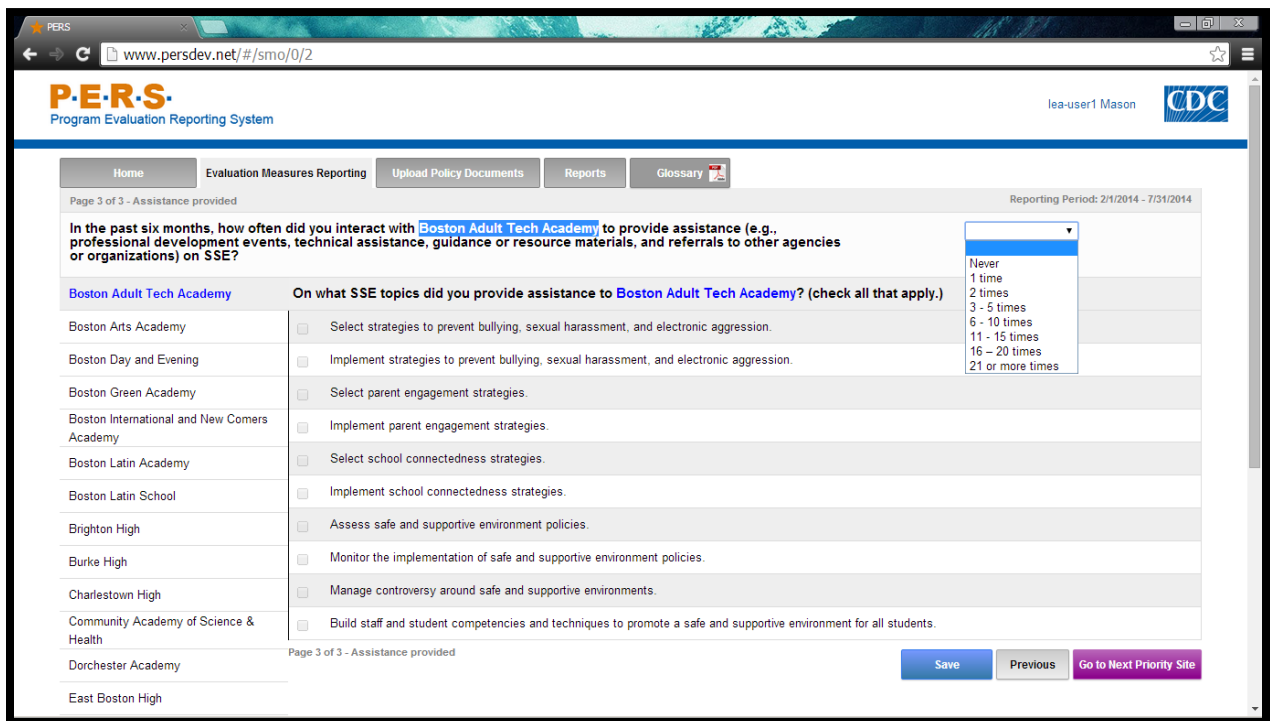 PERS
www.persdev.net/#/smo/0/2
P·E·R·S·
Program Evaluation Reporting System
lea-user1 Mason
CDC
Home
Evaluation Measures Reporting
Upload Policy Documents
Reports
Glossary
Page 3 of 3 - Assistance provided
Reporting Period: 2/1/2014 - 7/31/2014
In the past six months, how often did you interact with Boston Adult Tech Academy to provide assistance (e.g.,
professional development events, technical assistance, guidance or resource materials, and referrals to other agencies
or organizations) on SSE?
Never
1 time
2 times
3 - 5 times
6 - 10 times
11 - 15 times
16 – 20 times
21 or more times
Boston Adult Tech Academy
Boston Arts Academy
Boston Day and Evening
Boston Green Academy
Boston International and New Comers
Academy
Boston Latin Academy
Boston Latin School
Brighton High
Burke High
Charlestown High
Community Academy of Science &
Health
Dorchester Academy
East Boston High
On what SSE topics did you provide assistance to Boston Adult Tech Academy? (check all that apply.)
Select strategies to prevent bullying, sexual harassment, and electronic aggression.
Implement strategies to prevent bullying, sexual harassment, and electronic aggression.
Select parent engagement strategies.
Implement parent engagement strategies.
Select school connectedness strategies.
Implement school connectedness strategies.
Assess safe and supportive environment policies.
Monitor the implementation of safe and supportive environment policies.
Manage controversy around safe and supportive environments.
Build staff and student competencies and techniques to promote a safe and supportive environment for all students.
Page 3 of 3 - Assistance provided
Save
Previous
Go to Next Priority Site